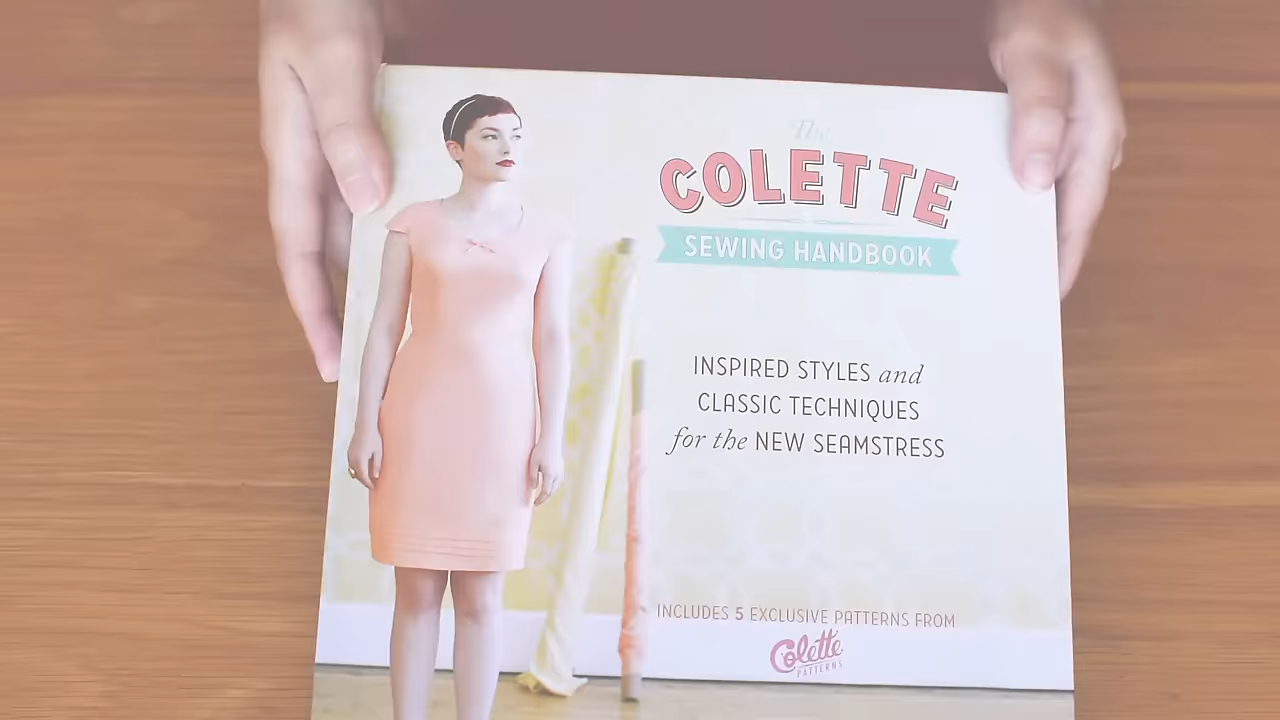 The
COLETTE
SEWING HANDBOOK
INSPIRED STYLES and
CLASSIC TECHNIQUES
for the NEW SEAMSTRESS
INCLUDES 5 EXCLUSIVE PATTERNS FROM
Colette
PATTERNS